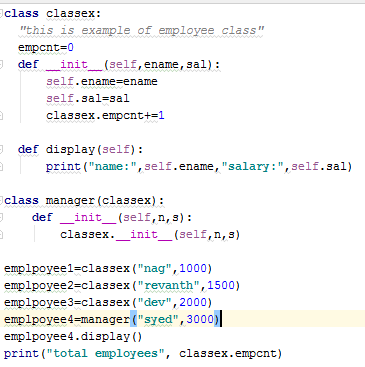 class classex:
"this is example of employee class"
empcnt=0
def __init__(self,ename,sal):
self.ename=ename
self.sal=sal
classex.empcnt+=1
def display(self):
print("name:",self.ename,"salary:",self.sal)
class manager(classex):
def __init__(self,n,s):
classex.__init__(self,n,s)
emplpoyee1=classex("nag",1000)
emplpoyee2=classex("revanth",1500)
emplpoyee3=classex("dev",2000)
emplpoyee4=manager("syed",3000)
emplpoyee4.display()
print("total employees", classex.empcnt)